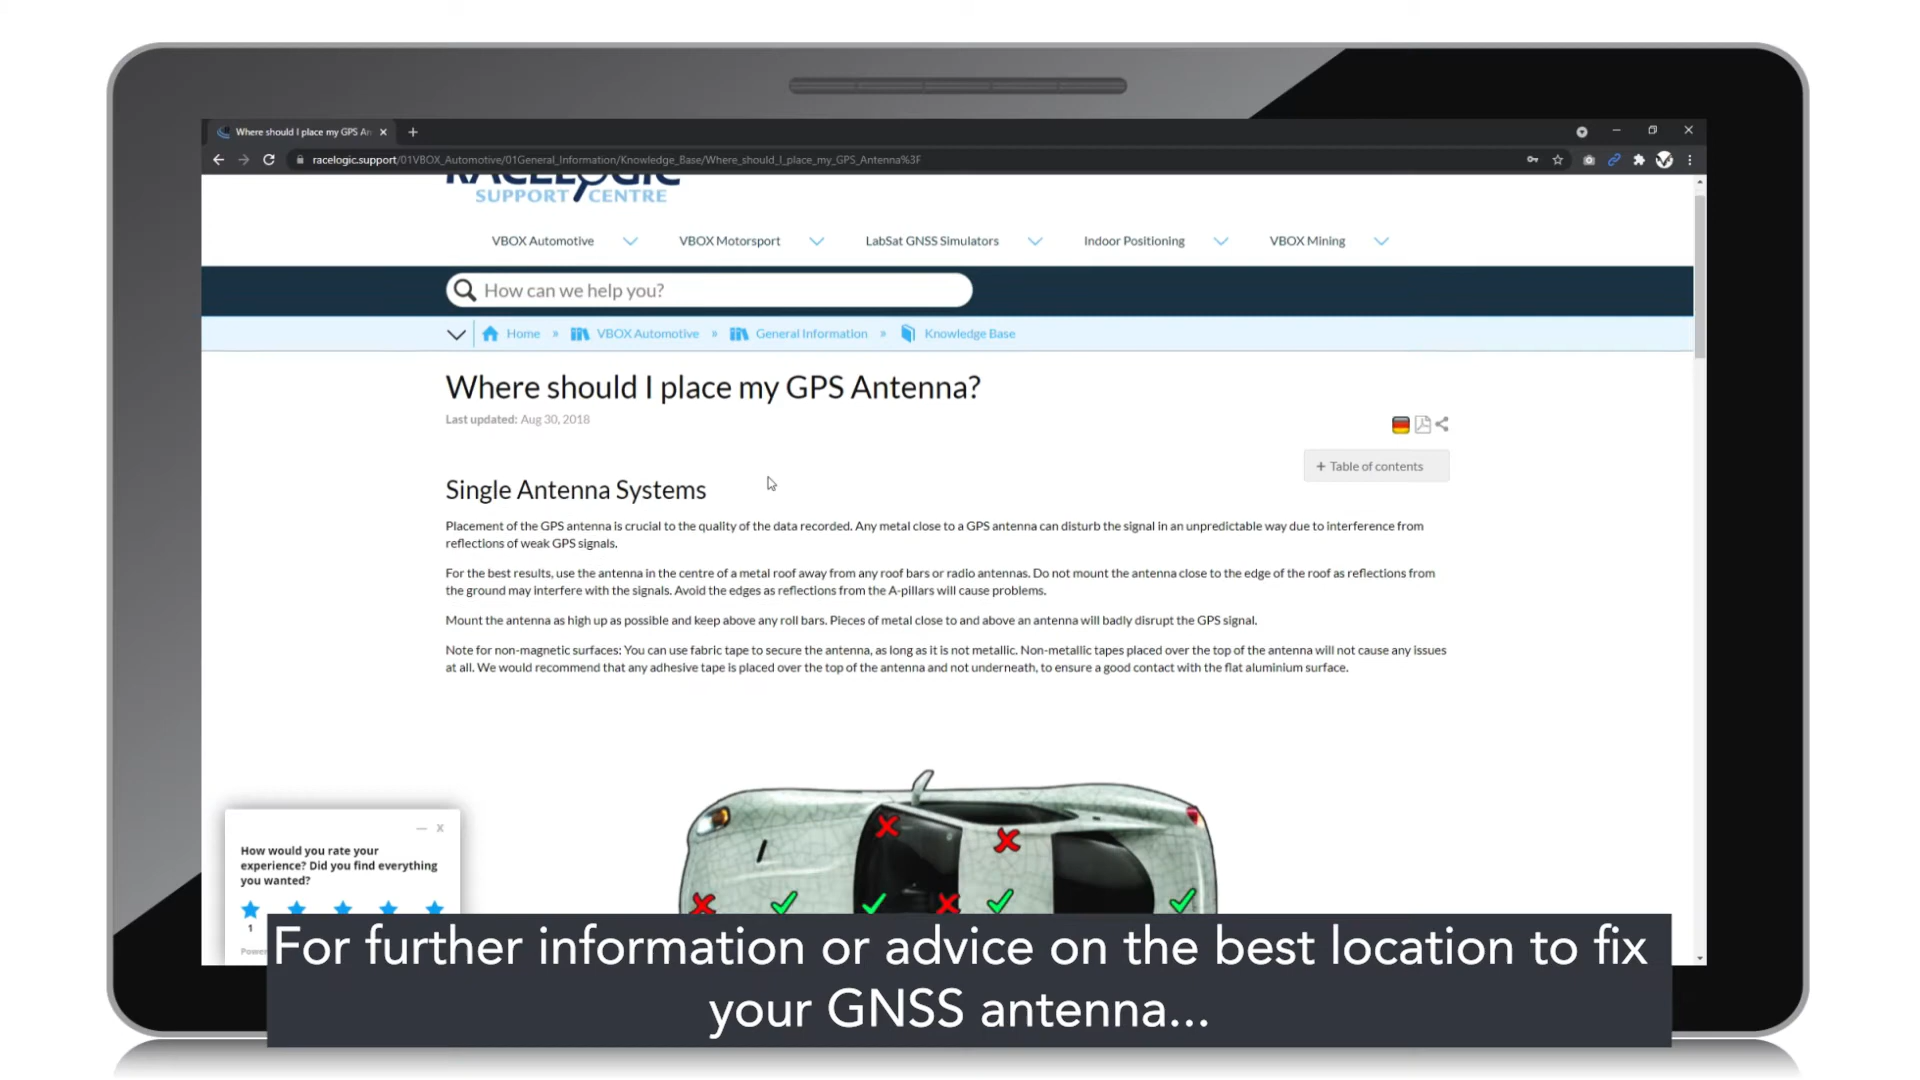 Where should I place my GPS An
racelogic.support/01VBOX_Automotive/01General_Information/Knowledge_Base/Where_should_I_place_my_GPS_Antenna%3F
RACELOGIC
SUPPORT CENTRE
VBOX Automotive VBOX Motorsport LabSat GNSS Simulators Indoor Positioning VBOX Mining
How can we help you?
Home » VBOX Automotive » General Information » Knowledge Base
Where should I place my GPS Antenna?
Last updated: Aug 30, 2018
+ Table of contents
Single Antenna Systems
Placement of the GPS antenna is crucial to the quality of the data recorded. Any metal close to a GPS antenna can disturb the signal in an unpredictable way due to interference from
reflections of weak GPS signals.
For the best results, use the antenna in the centre of a metal roof away from any roof bars or radio antennas. Do not mount the antenna close to the edge of the roof as reflections from
the ground may interfere with the signals. Avoid the edges as reflections from the A-pillars will cause problems.
Mount the antenna as high up as possible and keep above any roll bars. Pieces of metal close to and above an antenna will badly disrupt the GPS signal.
Note for non-magnetic surfaces: You can use fabric tape to secure the antenna, as long as it is not metallic. Non-metallic tapes placed over the top of the antenna will not cause any issues
at all. We would recommend that any adhesive tape is placed over the top of the antenna and not underneath, to ensure a good contact with the flat aluminium surface.
How would you rate your
experience? Did you find everything
you wanted?
1
Power
For further information or advice on the best location to fix
your GNSS antenna...